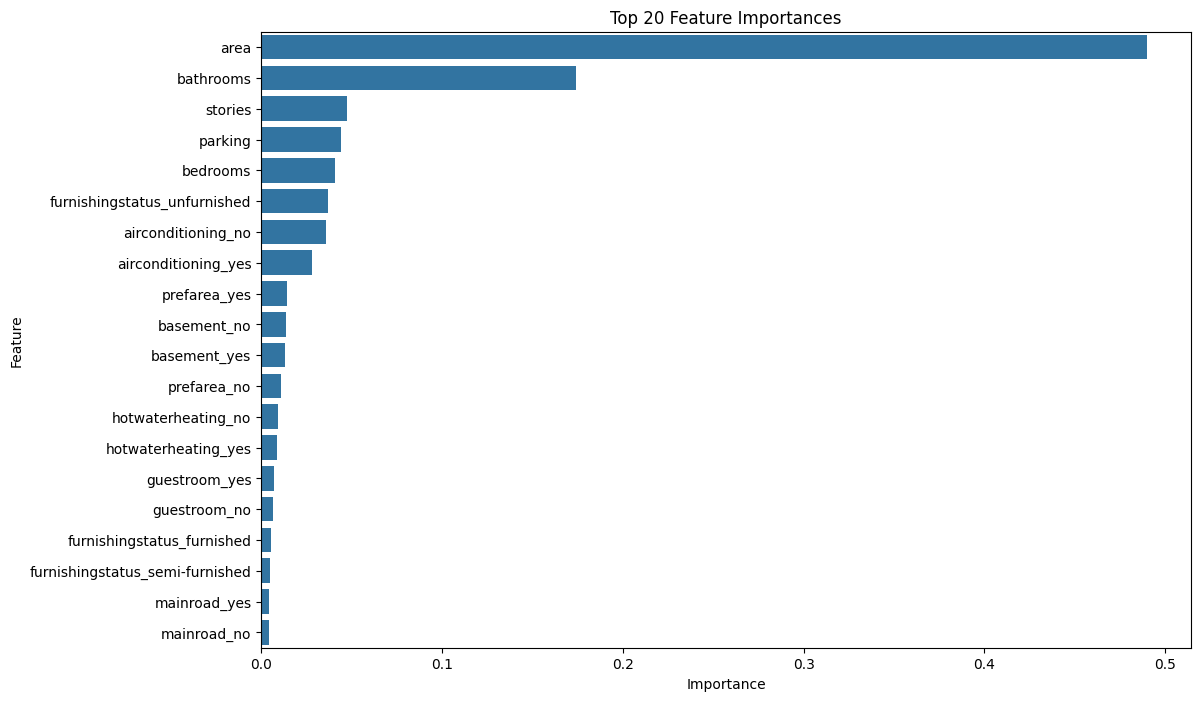 Top 20 Feature Importances
area
bathrooms
stories
parking
bedrooms
furnishingstatus_unfurnished
airconditioning_no
airconditioning_yes
prefarea_yes
basement_no
basement_yes
prefarea_no
hotwaterheating_no
hotwaterheating_yes
guestroom_yes
guestroom_no
furnishingstatus_furnished
furnishingstatus_semi-furnished
mainroad_yes
mainroad_no
Feature
0.0 0.1 0.2 0.3 0.4 0.5
Importance